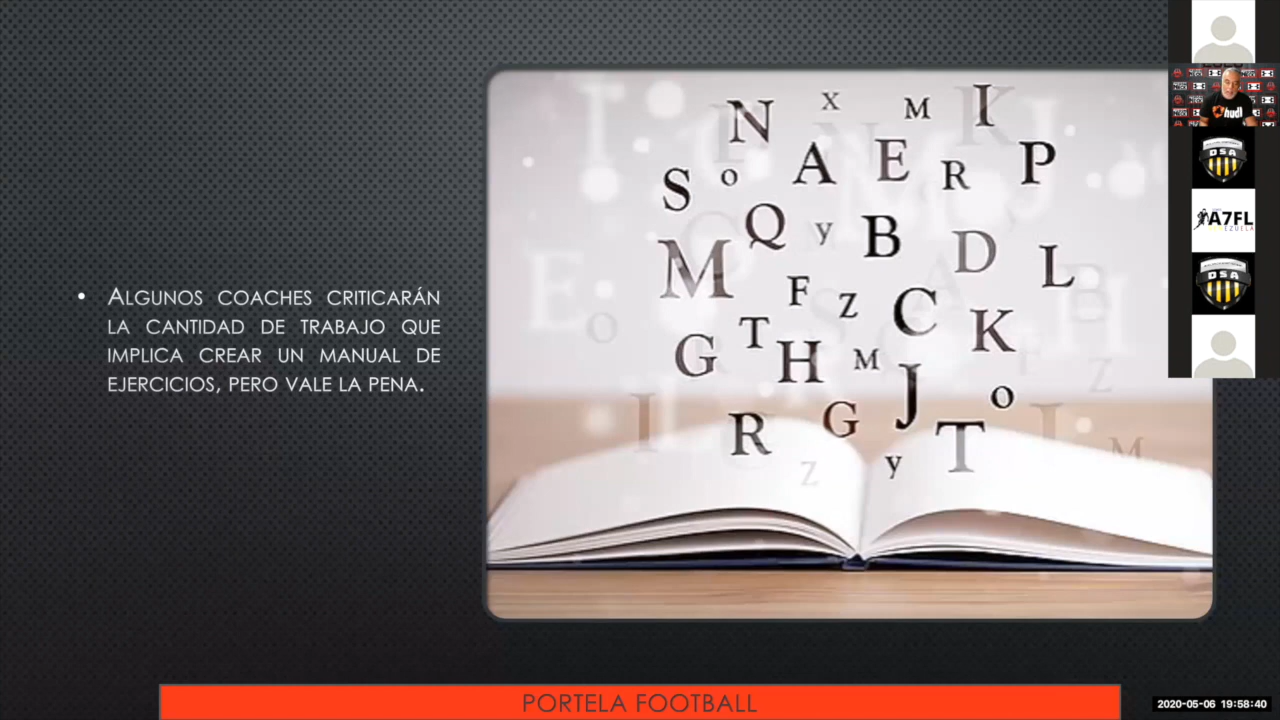 • ALGUNOS COACHES CRITICARÁN
LA CANTIDAD DE TRABAJO QUE
IMPLICA CREAR UN MANUAL DE
EJERCICIOS, PERO VALE LA PENA.
N X M I
S O A E R P
Q y B D L
M F Z C K
G T H M J O
R G y T
Z
hudl
DSA
A7FL
DSA
PORTELA FOOTBALL
2020-05-06 19:58:40